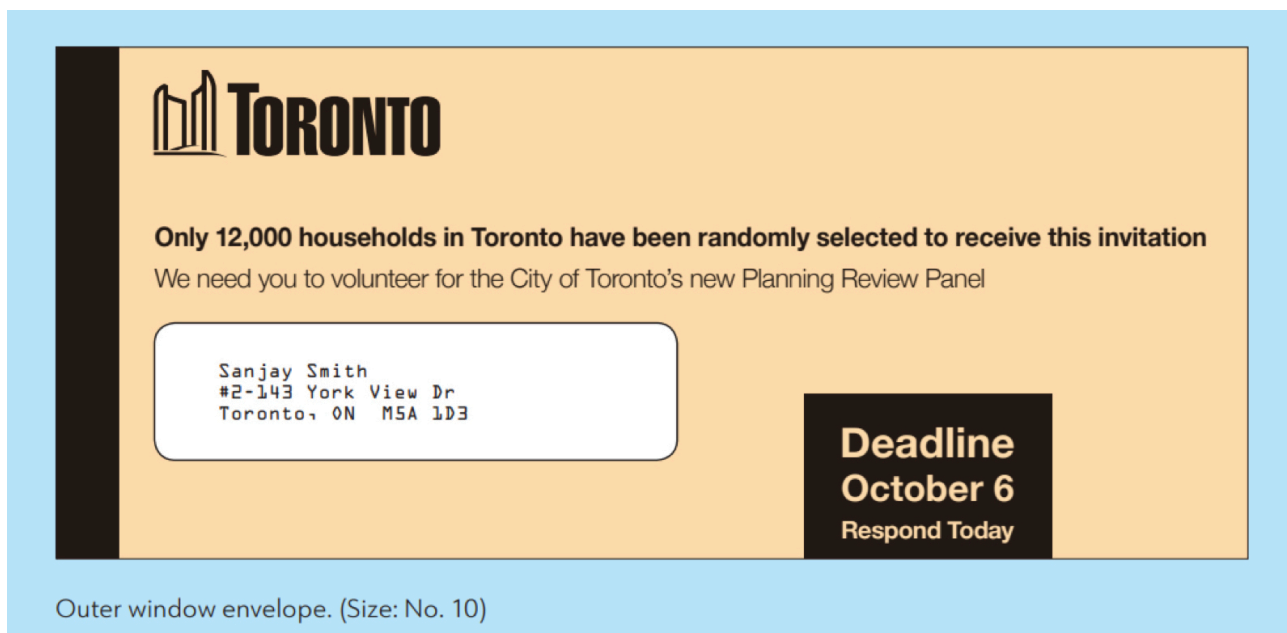 TORONTO
Only 12,000 households in Toronto have been randomly selected to receive this invitation
We need you to volunteer for the City of Toronto's new Planning Review Panel
Sanjay Smith
#2-143 York View Dr
Toronto, ON  M5A 1D3
Deadline
October 6
Respond Today
Outer window envelope. (Size: No. 10)